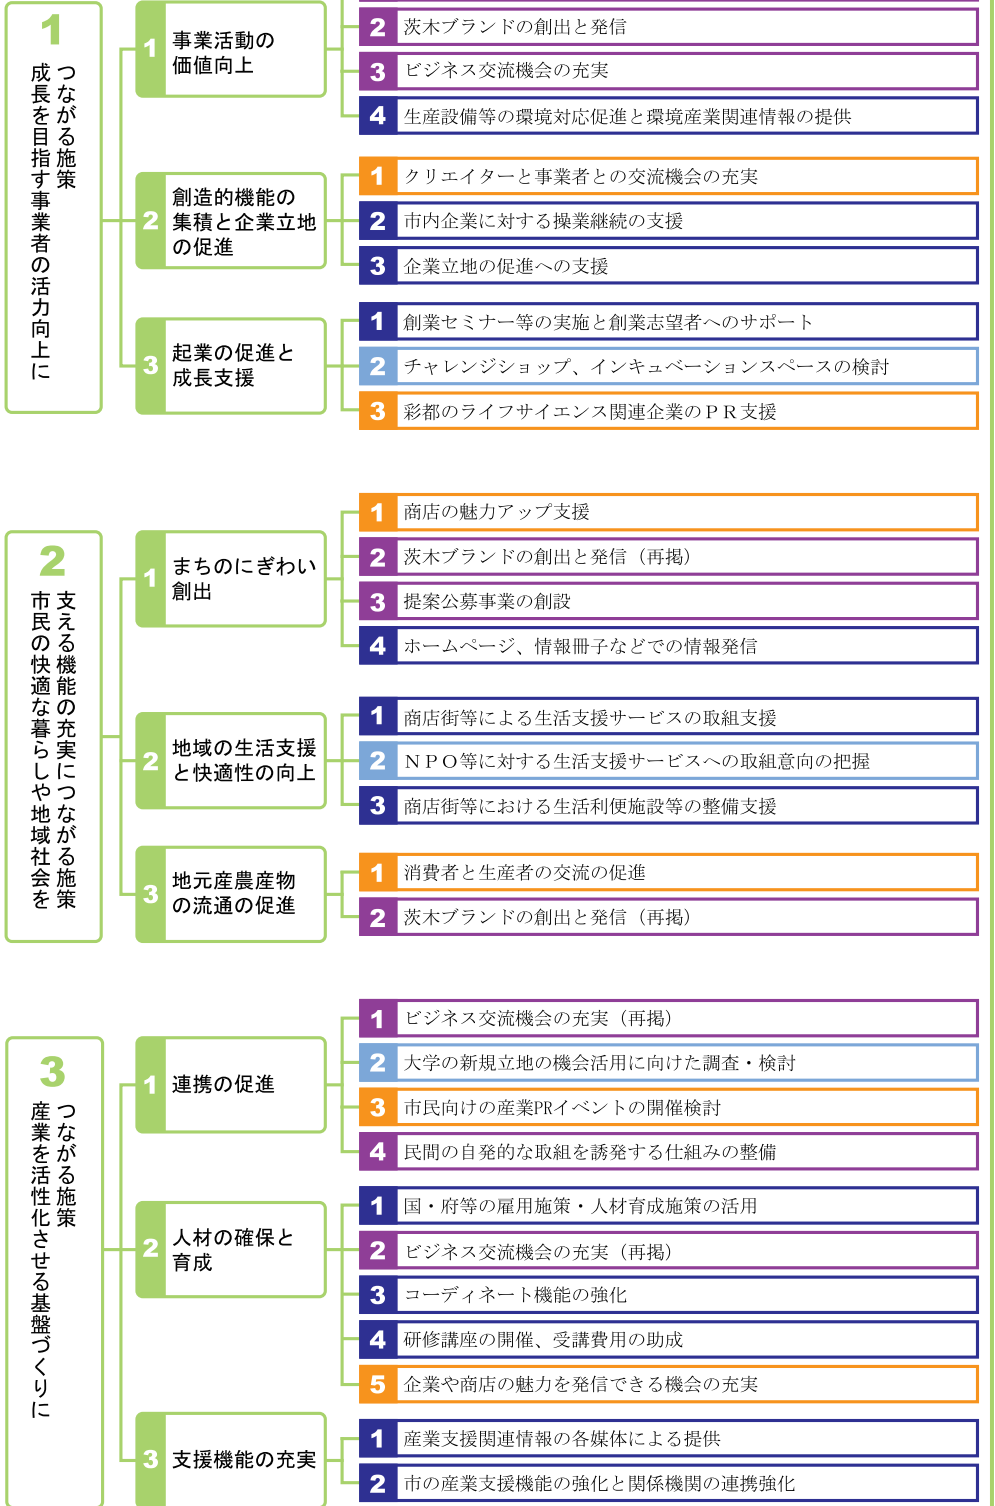 1
成長を目指す事業者の活力向上に
つながる施策
1
事業活動の
価値向上
2 茨木ブランドの創出と発信
3 ビジネス交流機会の充実
4 生産設備等の環境対応促進と環境産業関連情報の提供
2
創造的機能の
集積と企業立地
の促進
1 クリエイターと事業者との交流機会の充実
2 市内企業に対する操業継続の支援
3 企業立地の促進への支援
3
起業の促進と
成長支援
1 創業セミナー等の実施と創業志望者へのサポート
2 チャレンジショップ、インキュベーションスペースの検討
3 彩都のライフサイエンス関連企業のＰＲ支援
2
市民の快適な暮らしや地域社会を
支える機能の充実につながる施策
1
まちのにぎわい
創出
1 商店の魅力アップ支援
2 茨木ブランドの創出と発信（再掲）
3 提案公募事業の創設
4 ホームページ、情報冊子などでの情報発信
2
地域の生活支援
と快適性の向上
1 商店街等による生活支援サービスの取組支援
2 ＮＰＯ等に対する生活支援サービスへの取組意向の把握
3 商店街等における生活利便施設等の整備支援
3
地元産農産物
の流通の促進
1 消費者と生産者の交流の促進
2 茨木ブランドの創出と発信（再掲）
3
産業を活性化させる基盤づくりに
つながる施策
1
連携の促進
1 ビジネス交流機会の充実（再掲）
2 大学の新規立地の機会活用に向けた調査・検討
3 市民向けの産業PRイベントの開催検討
4 民間の自発的な取組を誘発する仕組みの整備
2
人材の確保と
育成
1 国・府等の雇用施策・人材育成施策の活用
2 ビジネス交流機会の充実（再掲）
3 コーディネート機能の強化
4 研修講座の開催、受講費用の助成
5 企業や商店の魅力を発信できる機会の充実
3
支援機能の充実
1 産業支援関連情報の各媒体による提供
2 市の産業支援機能の強化と関係機関の連携強化